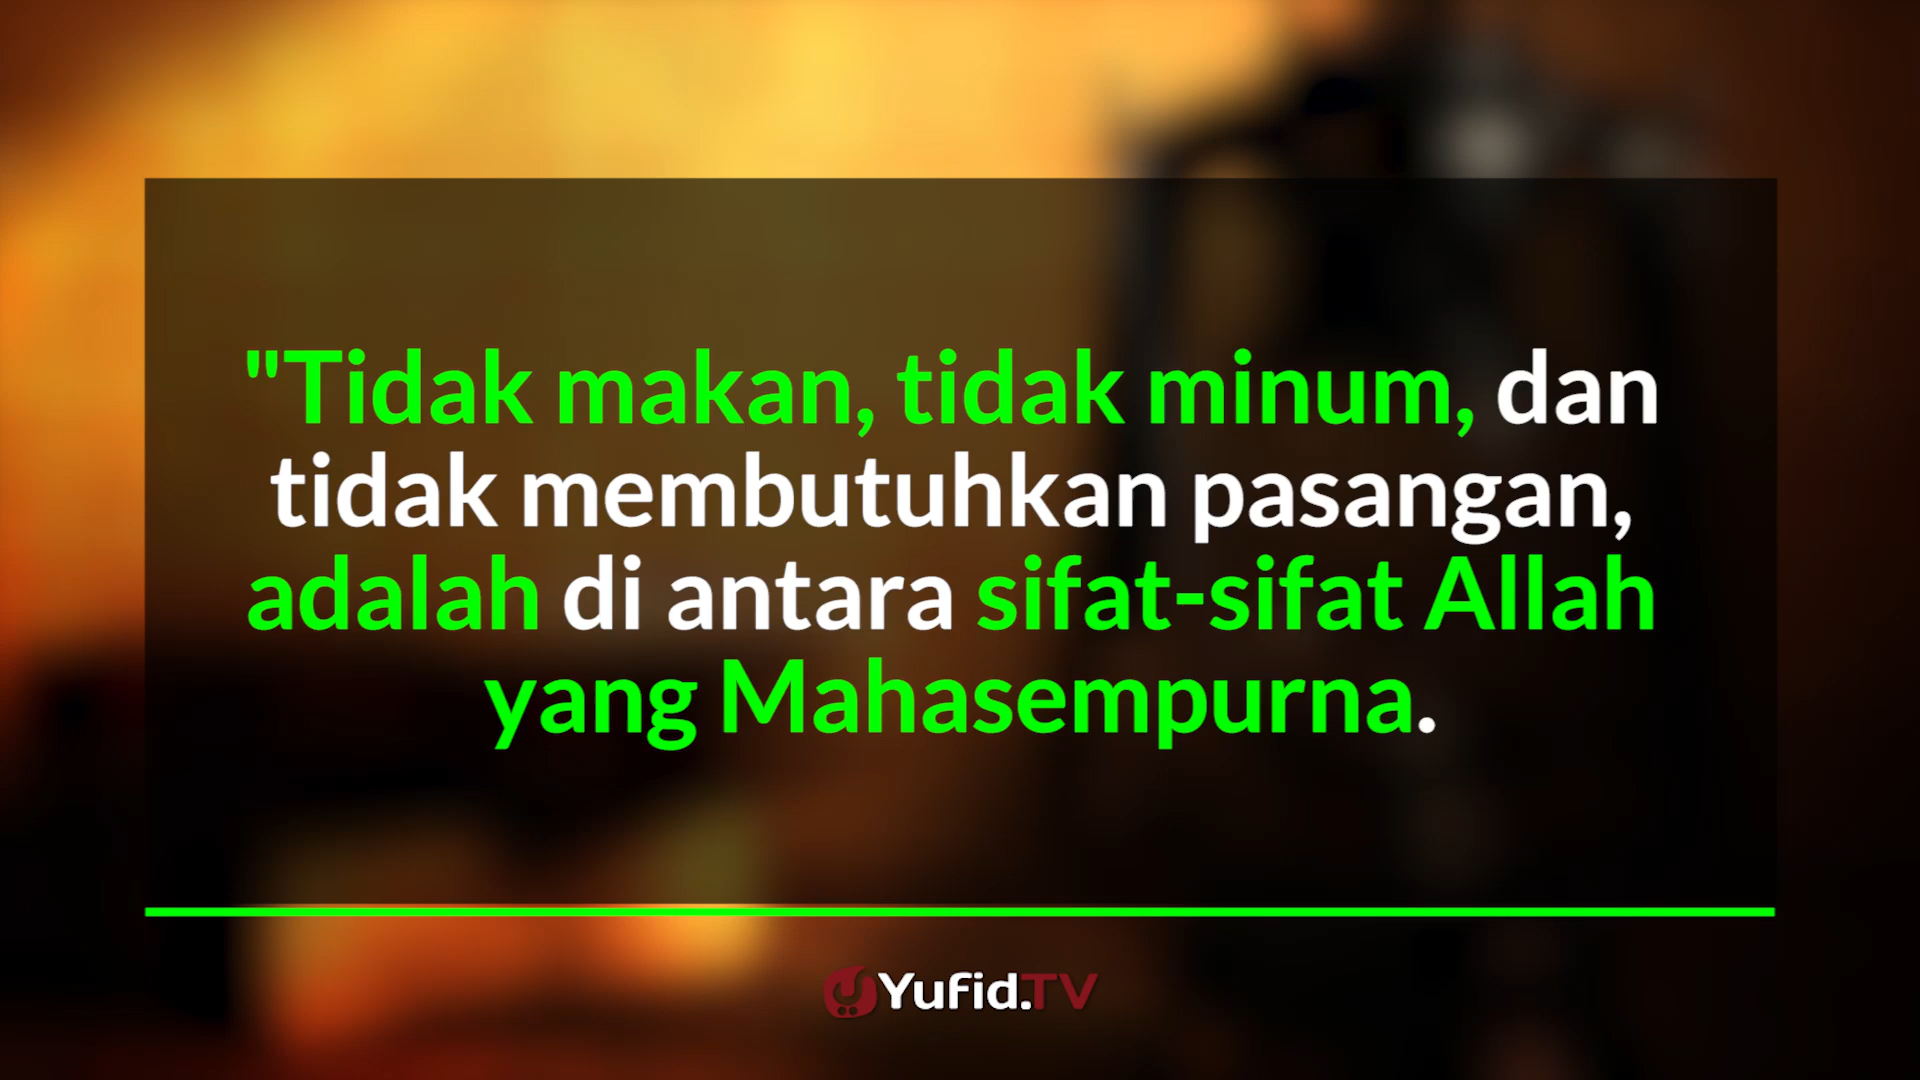 "Tidak makan, tidak minum, dan
tidak membutuhkan pasangan,
adalah di antara sifat-sifat Allah
yang Mahasempurna.
Yufid.TV